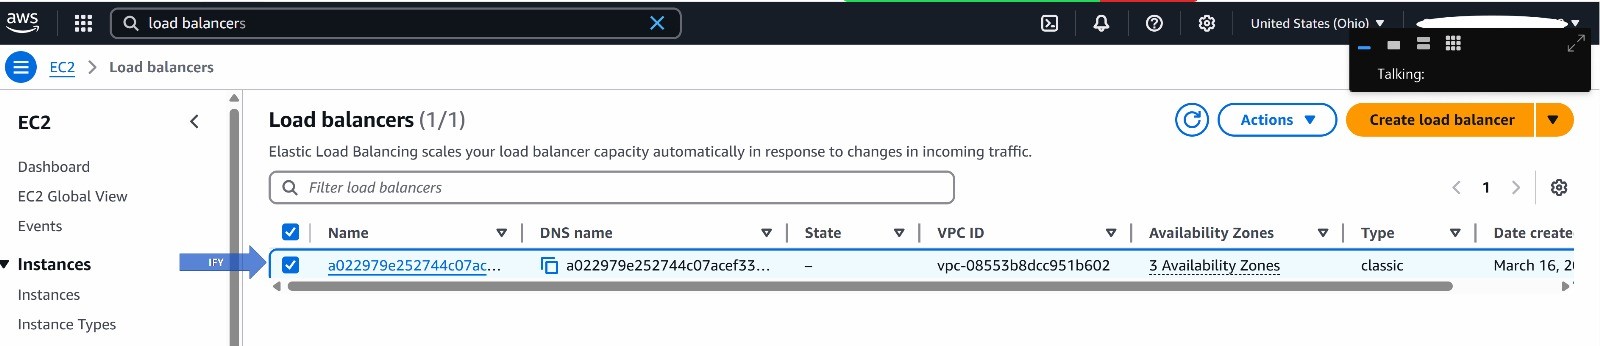 aws
load balancers
United States (Ohio)
Talking:
EC2
Load balancers
EC2
Dashboard
EC2 Global View
Events
Instances
Instances
Instance Types
IFY
Load balancers (1/1)
Actions
Create load balancer
Elastic Load Balancing scales your load balancer capacity automatically in response to changes in incoming traffic.
Filter load balancers
1
Name DNS name State VPC ID Availability Zones Type Date create
a022979e252744c07ac... a022979e252744c07acef33... – vpc-08553b8dcc951b602 3 Availability Zones classic March 16, 2